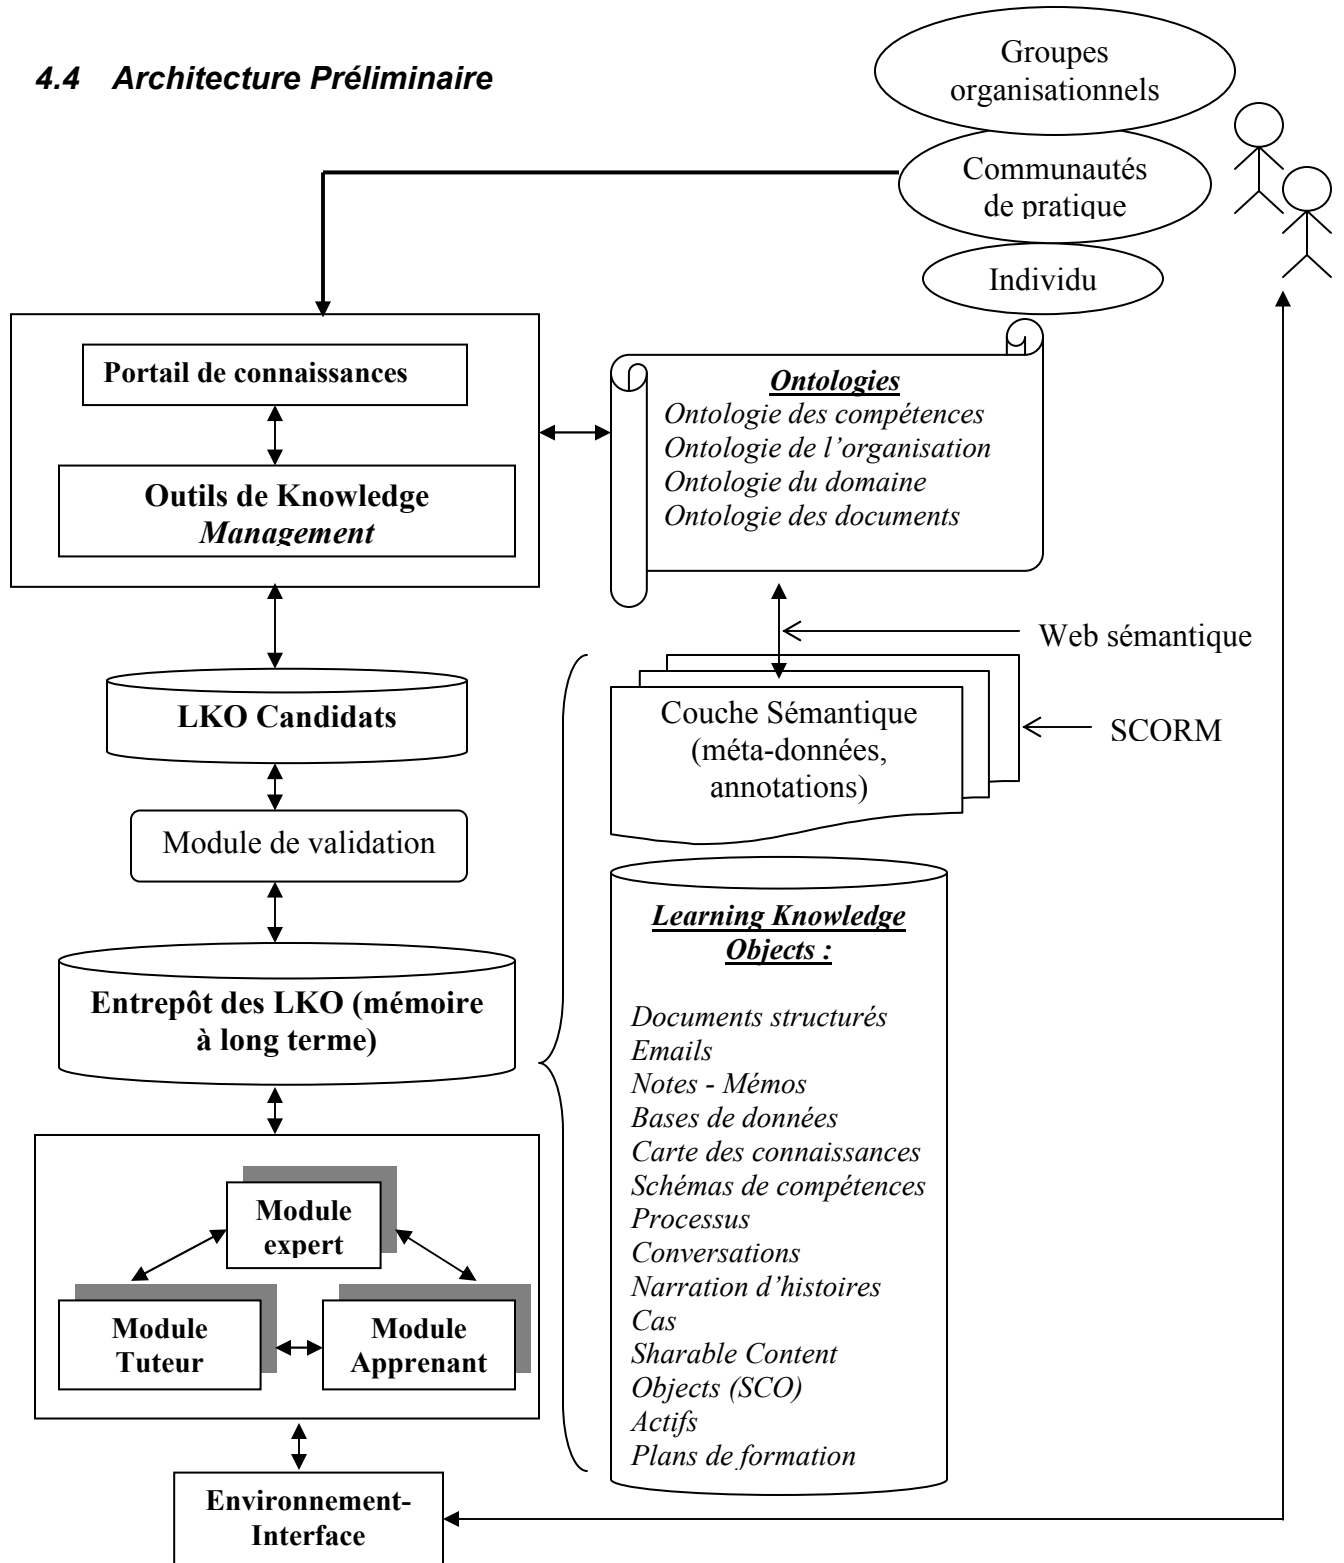 4.4 Architecture Préliminaire
Groupes
organisationnels
Communautés
de pratique
Individu
Portail de connaissances
Outils de Knowledge
Management
Ontologies
Ontologie des compétences
Ontologie de l’organisation
Ontologie du domaine
Ontologie des documents
Web sémantique
LKO Candidats
Couche Sémantique
(méta-données,
annotations)
SCORM
Module de validation
Entrepôt des LKO (mémoire
à long terme)
Learning Knowledge
Objects :
Documents structurés
Emails
Notes - Mémos
Bases de données
Carte des connaissances
Schémas de compétences
Processus
Conversations
Narration d’histoires
Cas
Sharable Content
Objects (SCO)
Actifs
Plans de formation
Module
expert
Module
Tuteur
Module
Apprenant
Environnement-
Interface